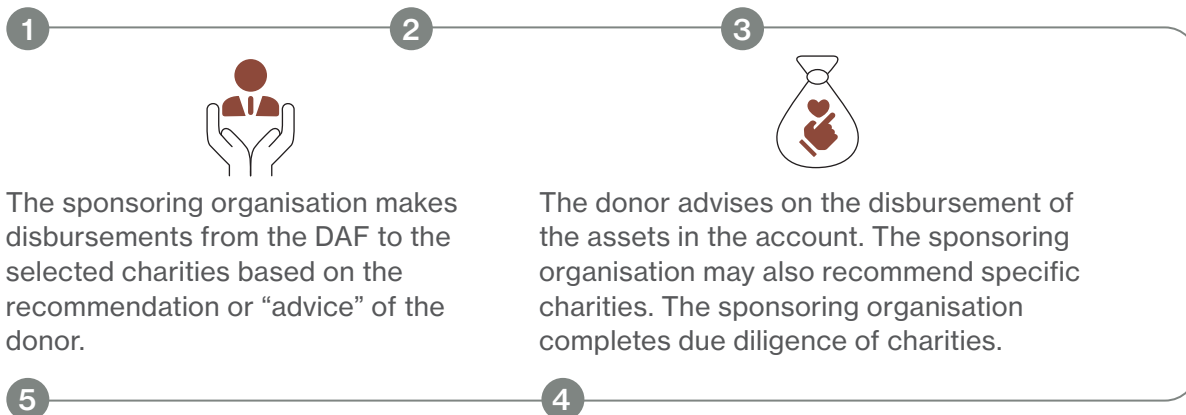 1
2
3
The sponsoring organisation makes
disbursements from the DAF to the
selected charities based on the
recommendation or “advice” of the
donor.
The donor advises on the disbursement of
the assets in the account. The sponsoring
organisation may also recommend specific
charities. The sponsoring organisation
completes due diligence of charities.
5
4